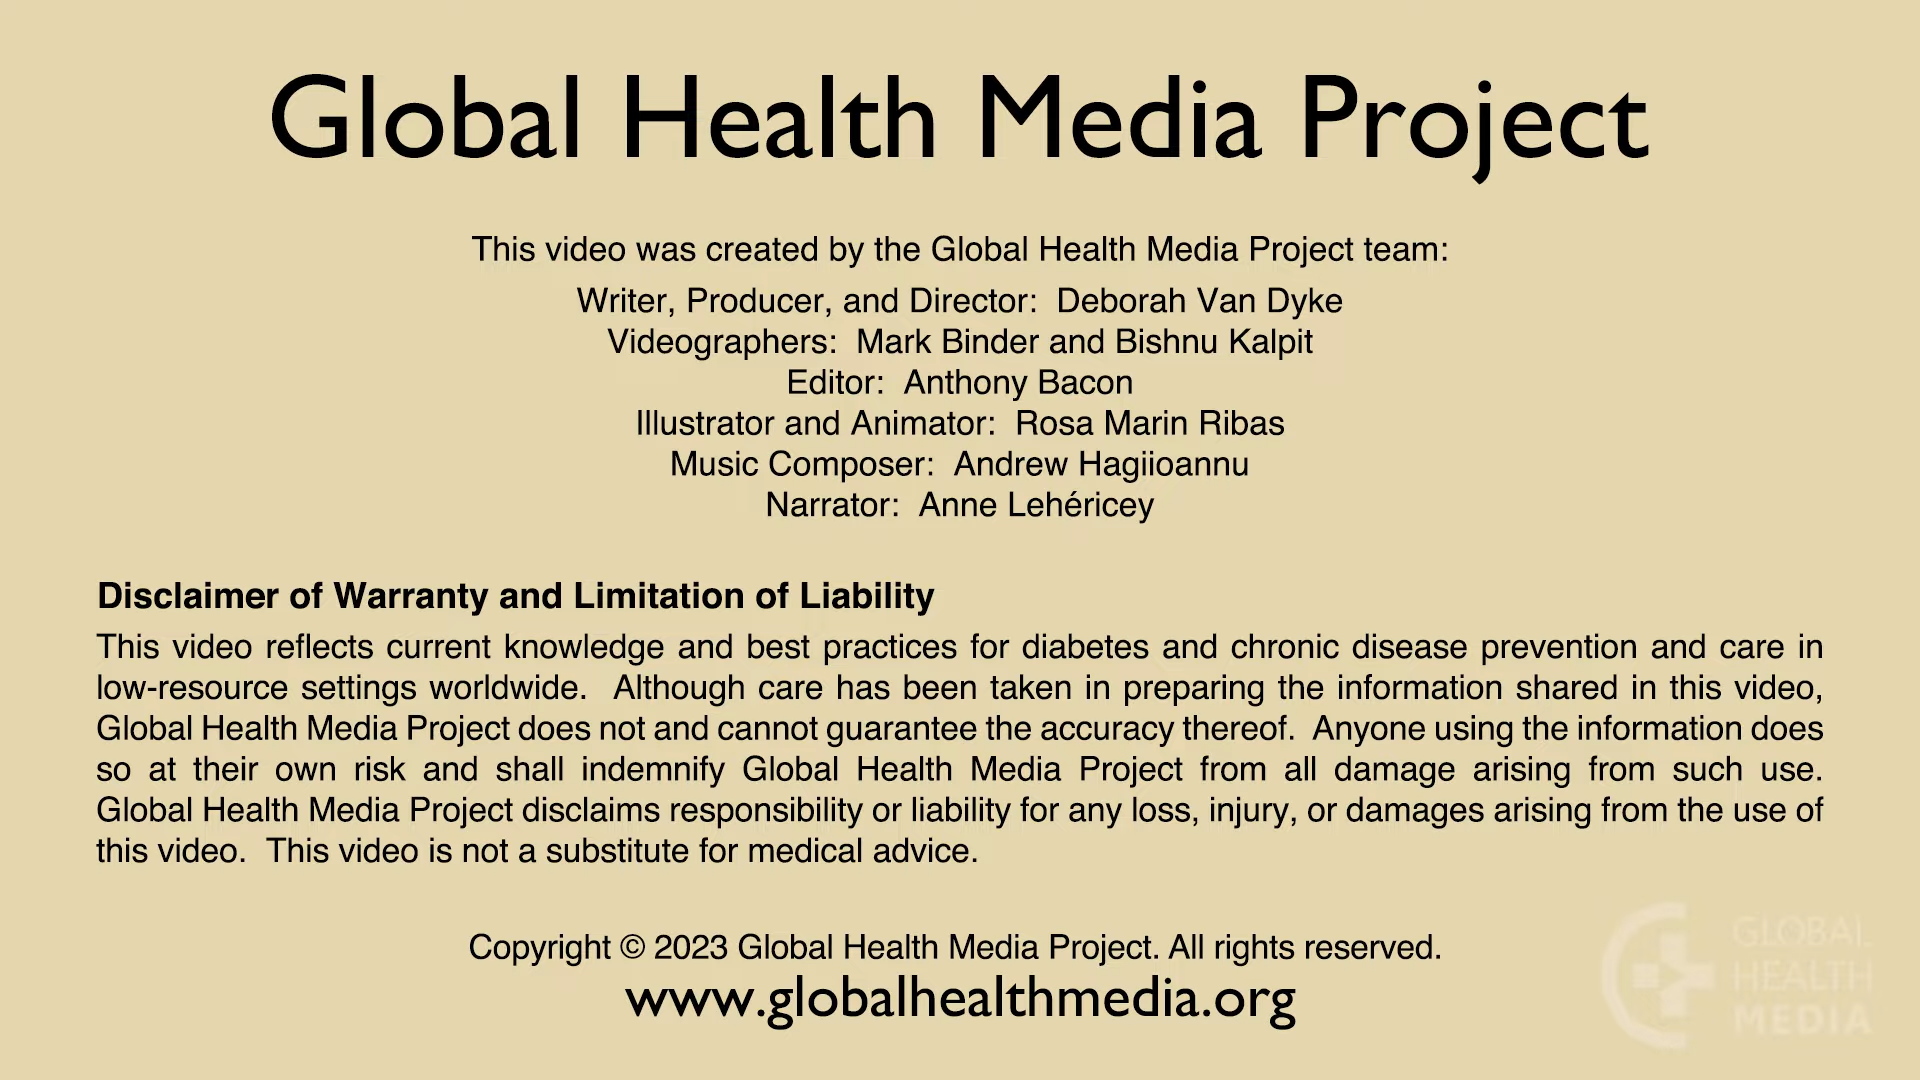 Global Health Media Project
This video was created by the Global Health Media Project team:
Writer, Producer, and Director:  Deborah Van Dyke
Videographers:  Mark Binder and Bishnu Kalpit
Editor:  Anthony Bacon
Illustrator and Animator:  Rosa Marin Ribas
Music Composer:  Andrew Hagiioannu
Narrator:  Anne Lehéricey
Disclaimer of Warranty and Limitation of Liability
This video reflects current knowledge and best practices for diabetes and chronic disease prevention and care in
low-resource settings worldwide.  Although care has been taken in preparing the information shared in this video,
Global Health Media Project does not and cannot guarantee the accuracy thereof.  Anyone using the information does
so at their own risk and shall indemnify Global Health Media Project from all damage arising from such use.
Global Health Media Project disclaims responsibility or liability for any loss, injury, or damages arising from the use of
this video.  This video is not a substitute for medical advice.
Copyright © 2023 Global Health Media Project. All rights reserved.
www.globalhealthmedia.org
GLOBAL
HEALTH
MEDIA